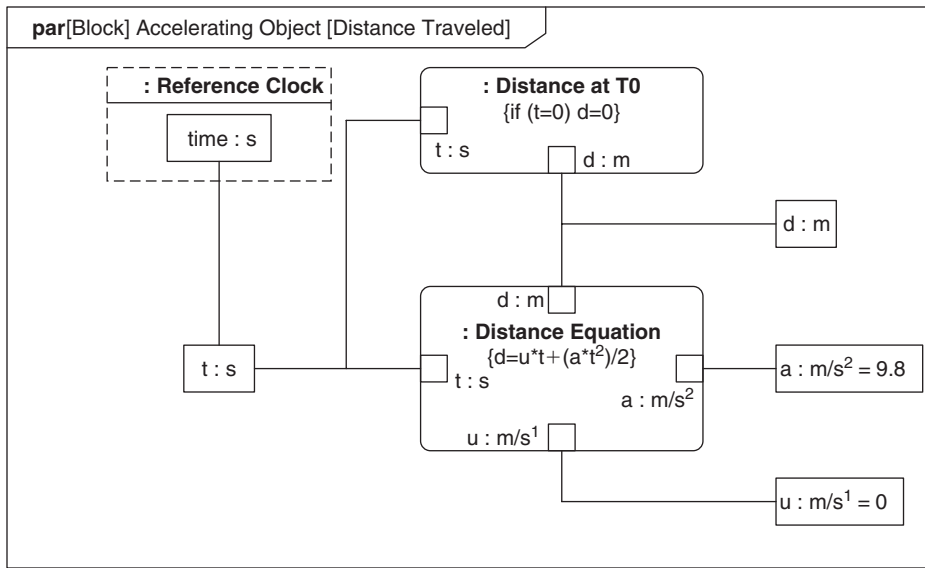 par[Block] Accelerating Object [Distance Traveled]
: Reference Clock
time : s
: Distance at T0
{if (t=0) d=0}
t : s
d : m
d : m
d : m
: Distance Equation
{d=u*t+(a*t²)/2}
t : s
t : s
a : m/s²
a : m/s² = 9.8
u : m/s¹
u : m/s¹ = 0